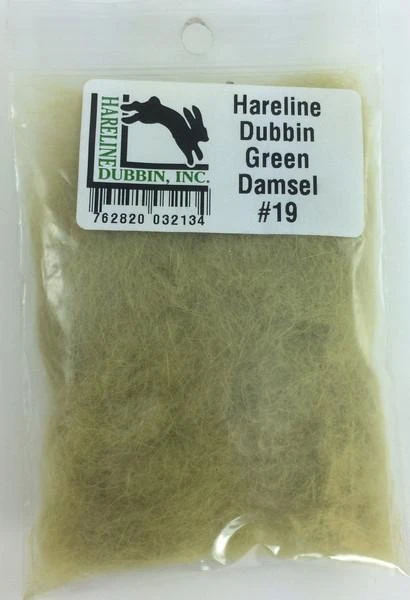 HARELINE
DUBBIN, INC.
762820 032134
Hareline
Dubbin
Green
Damsel
#19